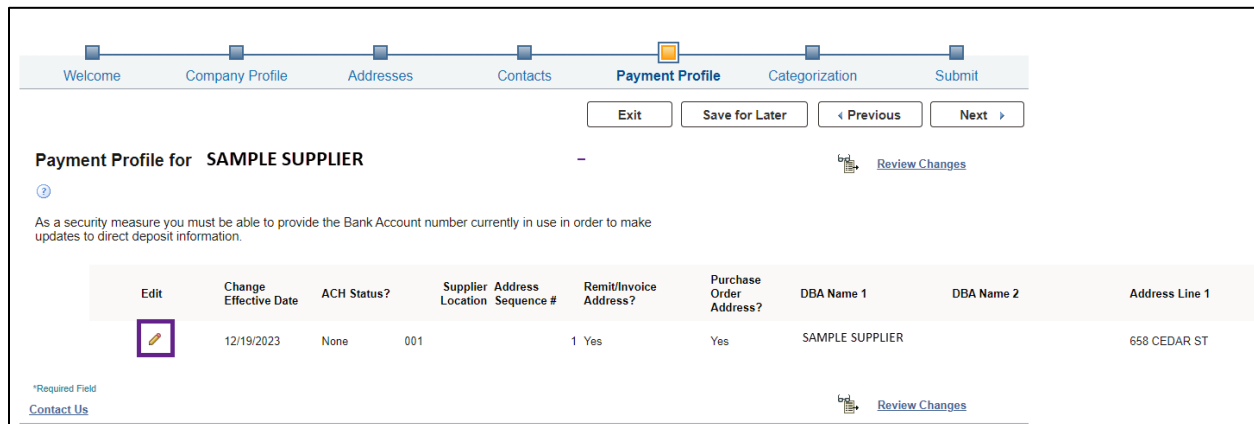 Welcome Company Profile Addresses Contacts Payment Profile Categorization Submit
Exit Save for Later Previous Next
Payment Profile for SAMPLE SUPPLIER – Review Changes
?
As a security measure you must be able to provide the Bank Account number currently in use in order to make
updates to direct deposit information.
Edit Change Effective Date ACH Status? Supplier Location Address Sequence # Remit/Invoice Address? Purchase Order Address? DBA Name 1 DBA Name 2 Address Line 1
12/19/2023 None 001 1 Yes Yes SAMPLE SUPPLIER 658 CEDAR ST
*Required Field
Contact Us Review Changes